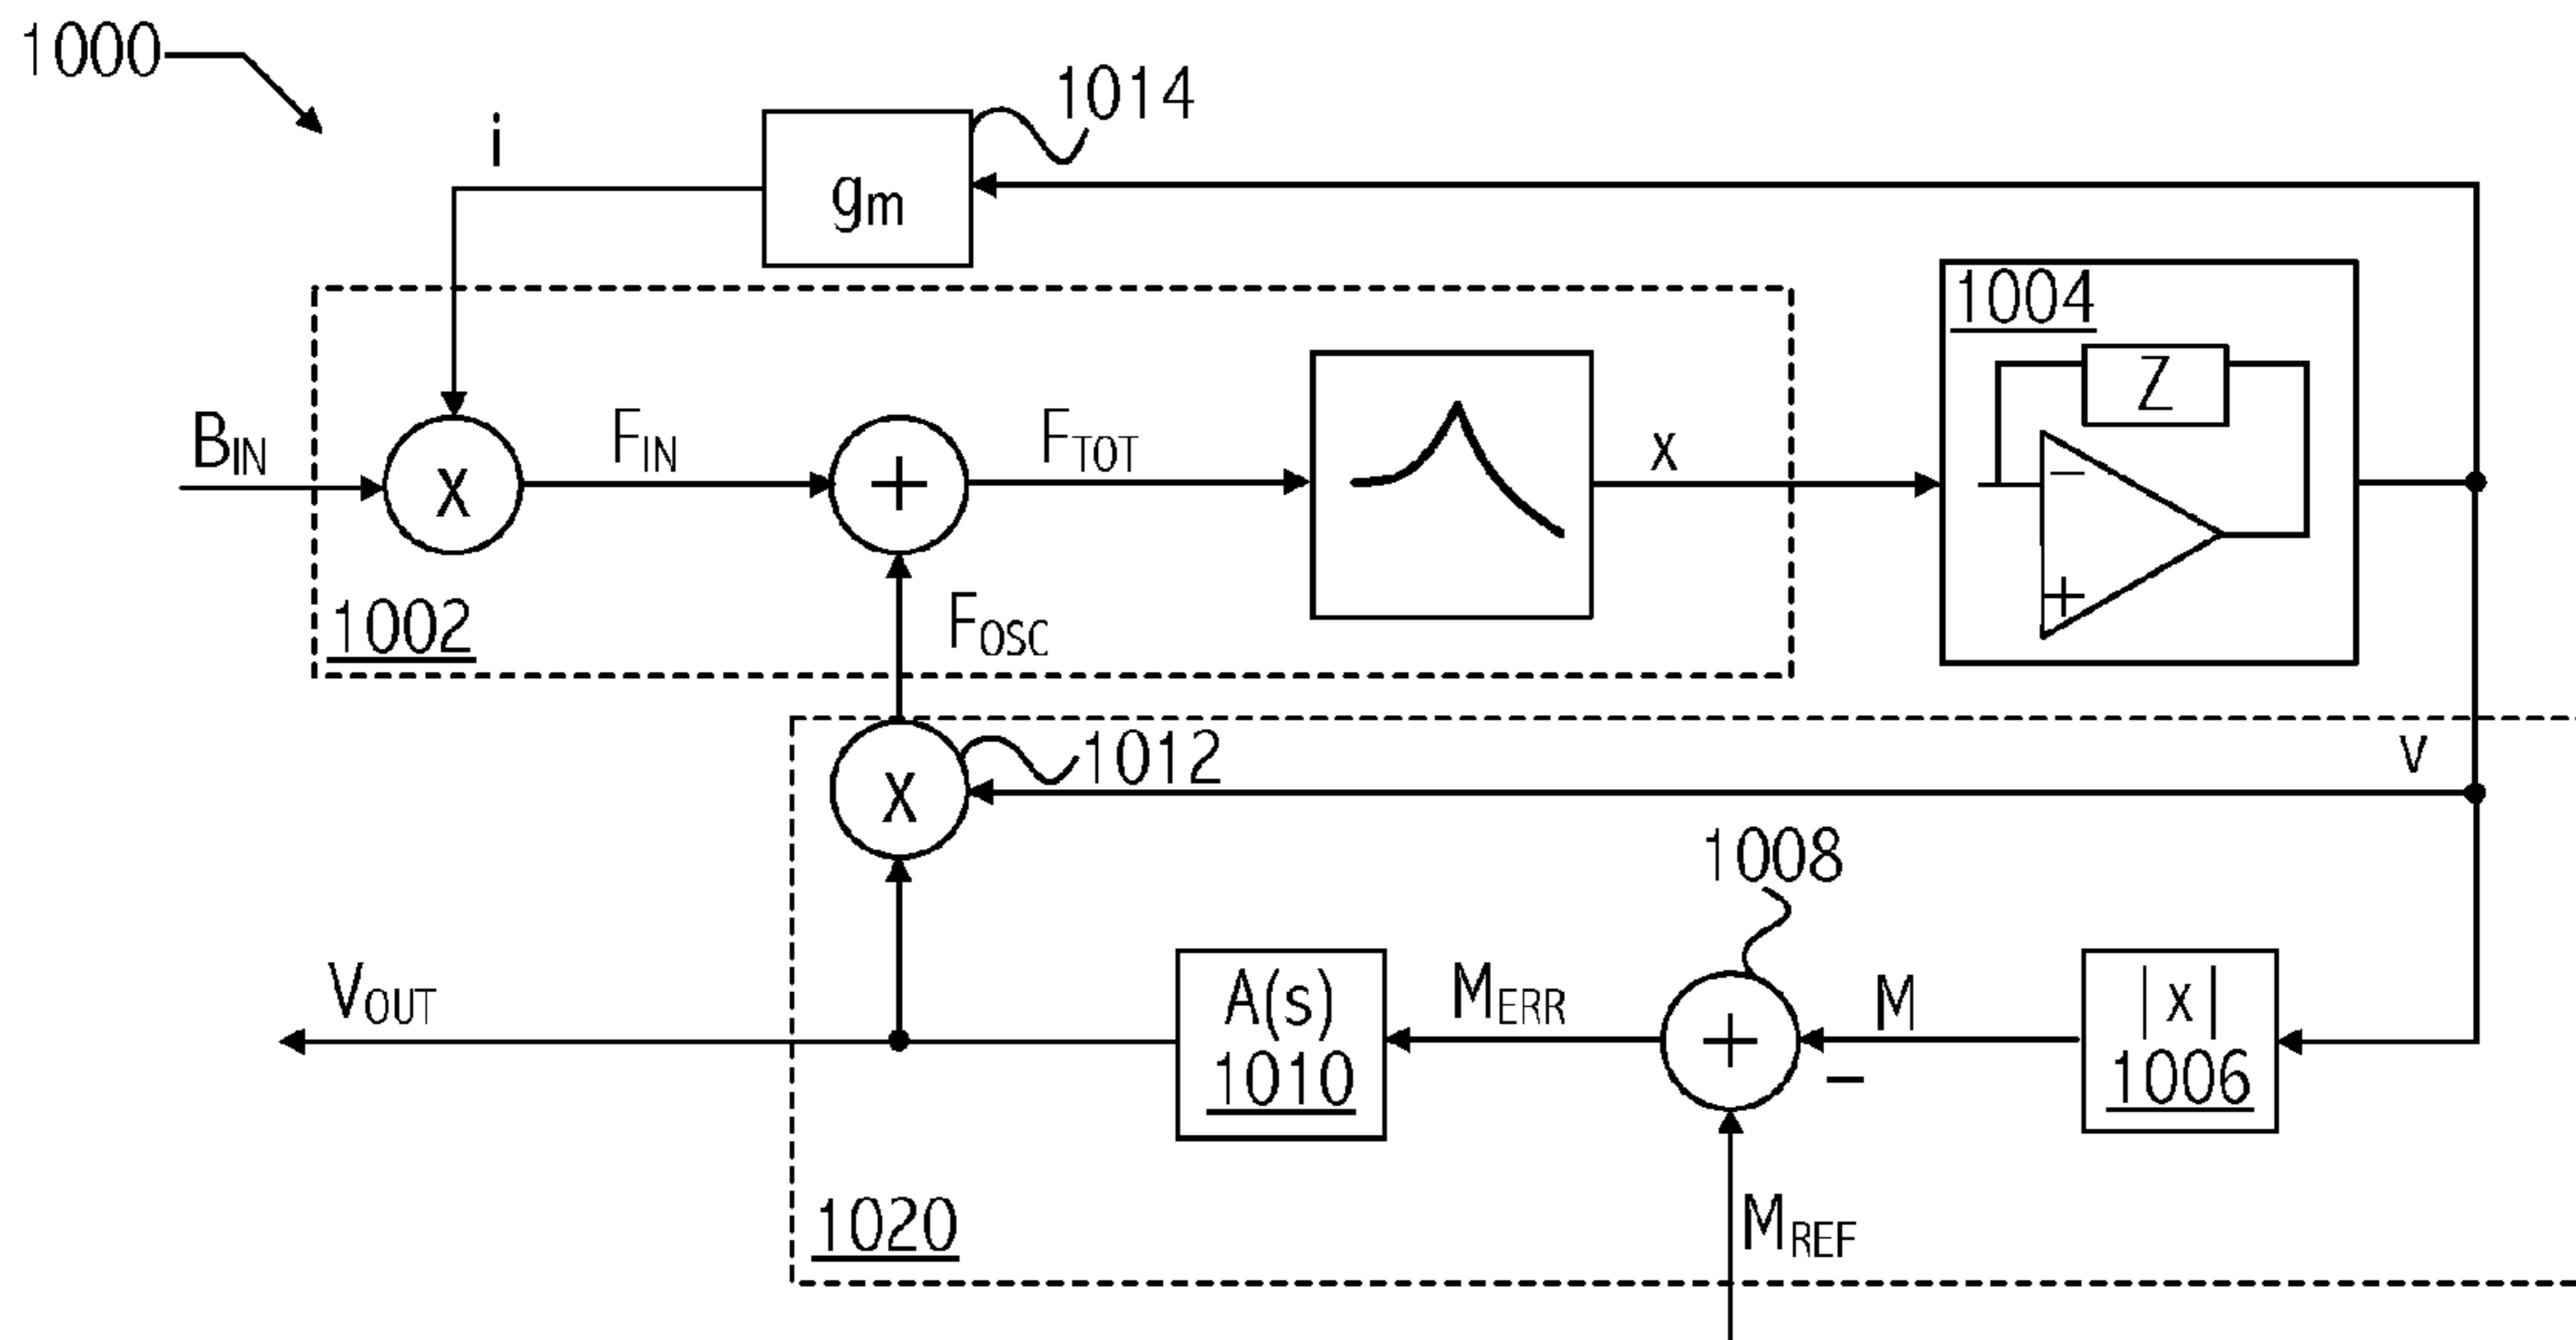 1000
i
1014
gm
1004
Z
−
+
BIN
x
FIN
+
FTOT
x
1002
FOSC
x
1012
v
1008
VOUT
A(s)
1010
MERR
+
M
−
|x|
1006
1020
MREF